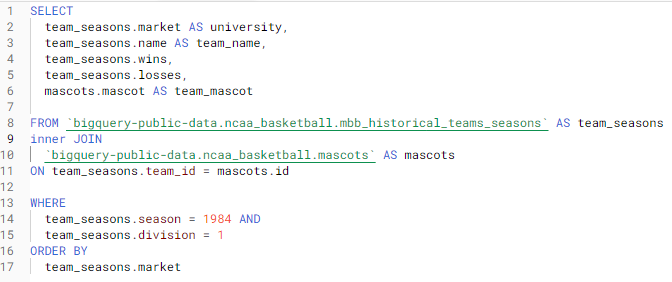 1 SELECT
2 team_seasons.market AS university,
3 team_seasons.name AS team_name,
4 team_seasons.wins,
5 team_seasons.losses,
6 mascots.mascot AS team_mascot
7
8 FROM `bigquery-public-data.ncaa_basketball.mbb_historical_teams_seasons` AS team_seasons
9 inner JOIN
10 `bigquery-public-data.ncaa_basketball.mascots` AS mascots
11 ON team_seasons.team_id = mascots.id
12
13 WHERE
14 team_seasons.season = 1984 AND
15 team_seasons.division = 1
16 ORDER BY
17 team_seasons.market